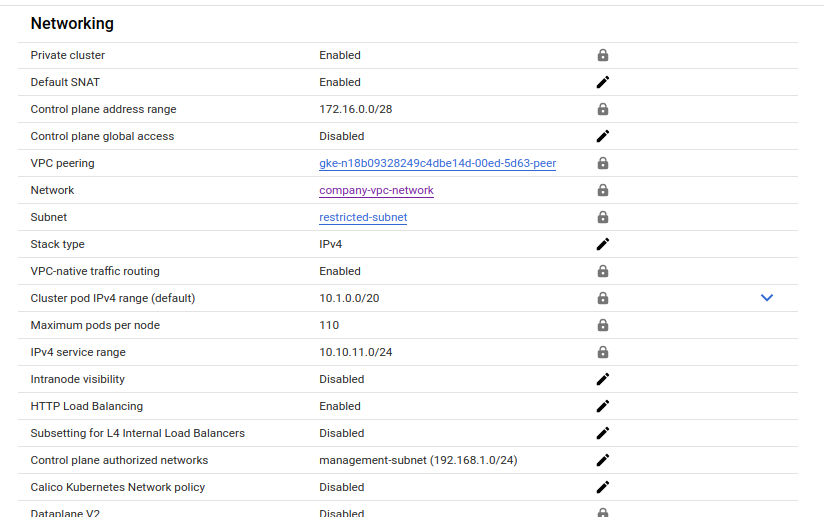 Networking
Private cluster Enabled
Default SNAT Enabled
Control plane address range 172.16.0.0/28
Control plane global access Disabled
VPC peering gke-n18b09328249c4dbe14d-00ed-5d63-peer
Network company-vpc-network
Subnet restricted-subnet
Stack type IPv4
VPC-native traffic routing Enabled
Cluster pod IPv4 range (default) 10.1.0.0/20
Maximum pods per node 110
IPv4 service range 10.10.11.0/24
Intranode visibility Disabled
HTTP Load Balancing Enabled
Subsetting for L4 Internal Load Balancers Disabled
Control plane authorized networks management-subnet (192.168.1.0/24)
Calico Kubernetes Network policy Disabled
Dataplane V2 Disabled